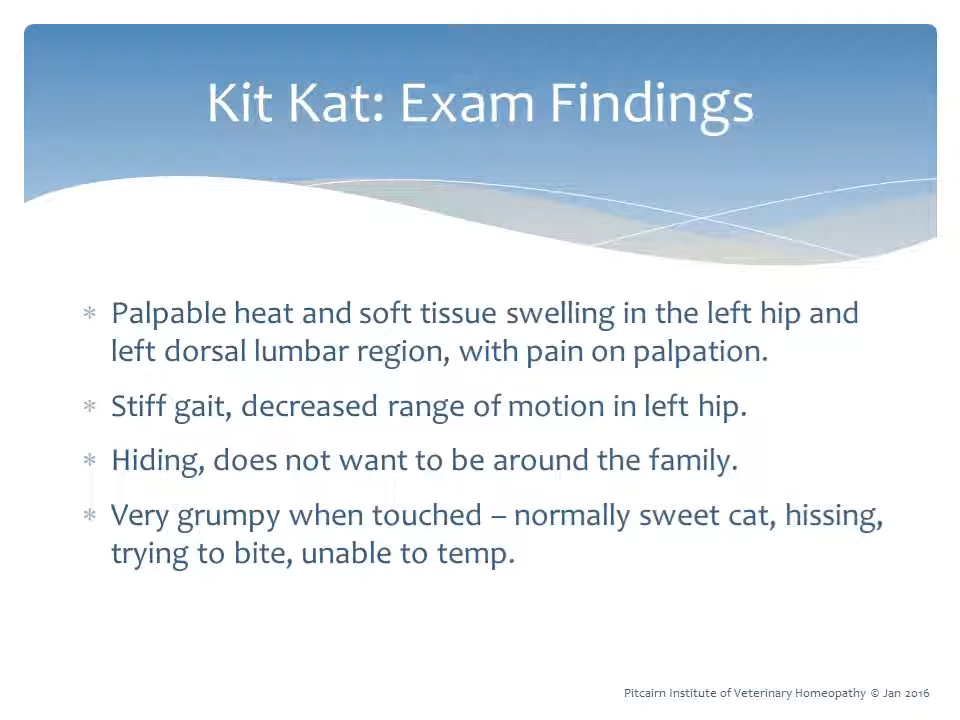 Kit Kat: Exam Findings
* Palpable heat and soft tissue swelling in the left hip and
left dorsal lumbar region, with pain on palpation.
* Stiff gait, decreased range of motion in left hip.
* Hiding, does not want to be around the family.
* Very grumpy when touched – normally sweet cat, hissing,
trying to bite, unable to temp.
Pitcairn Institute of Veterinary Homeopathy © Jan 2016